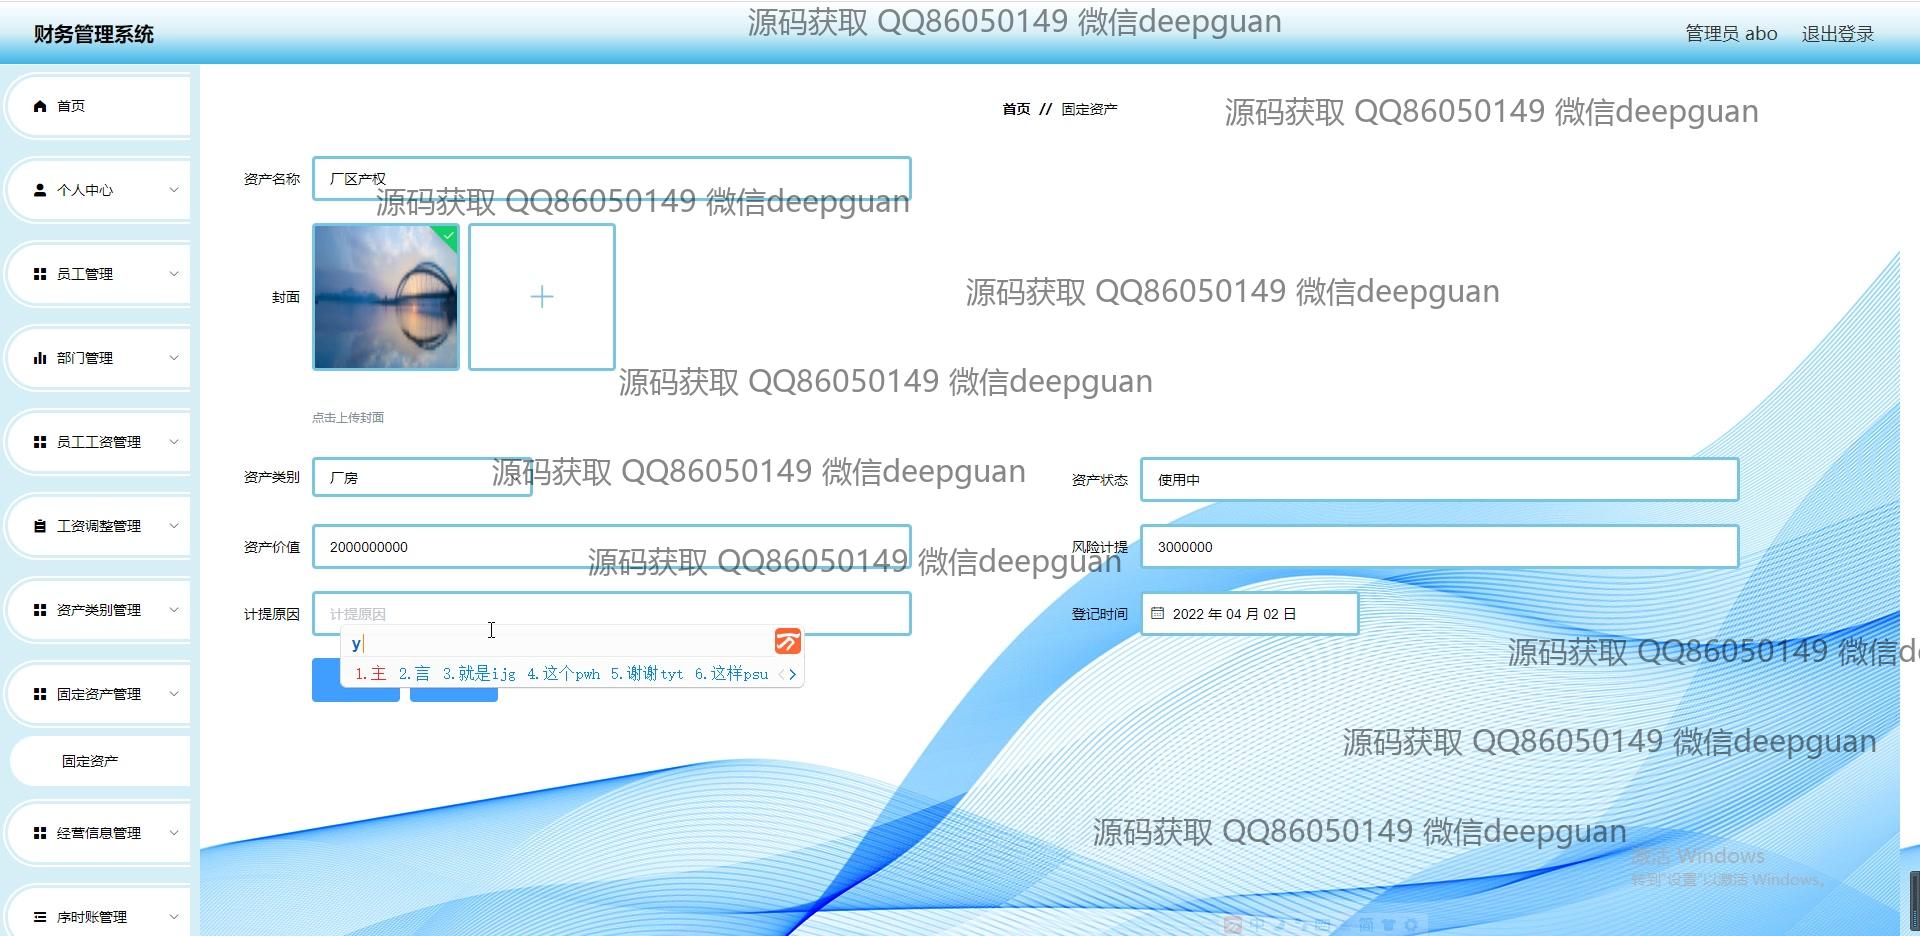 财务管理系统
源码获取 QQ86050149 微信deepguan
管理员 abo
退出登录
首页
个人中心
员工管理
部门管理
员工工资管理
工资调整管理
资产类别管理
固定资产管理
固定资产
经营信息管理
序时账管理
首页 // 固定资产
源码获取 QQ86050149 微信deepguan
资产名称
厂区产权
源码获取 QQ86050149 微信deepguan
封面
源码获取 QQ86050149 微信deepguan
源码获取 QQ86050149 微信deepguan
点击上传封面
资产类别
厂房
源码获取 QQ86050149 微信deepguan
资产状态
使用中
资产价值
2000000000
源码获取 QQ86050149 微信deepguan
风险计提
3000000
计提原因
计提原因
登记时间
2022 年 04 月 02 日
y
1.主 2.言 3.就是ijg 4.这个pwh 5.谢谢tyt 6.这样psu
源码获取 QQ86050149 微信d
源码获取 QQ86050149 微信deepguan
源码获取 QQ86050149 微信deepguan
激活 Windows
转到"设置"以激活 Windows。
中
简